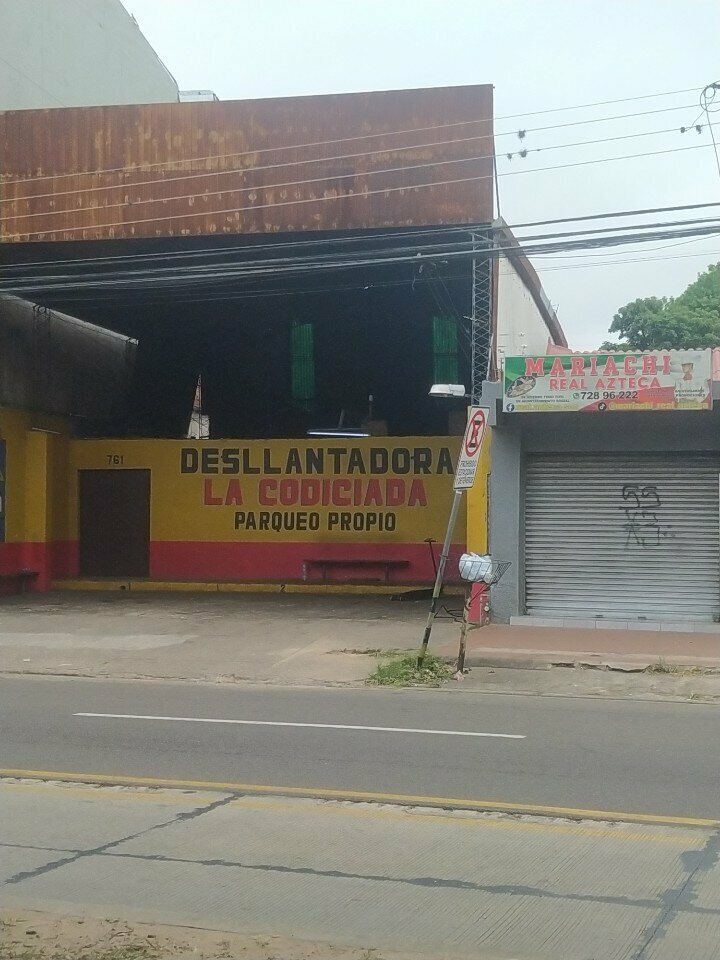 761
DESLLANTADORA
LA CODICIADA
PARQUEO PROPIO
MARIACHI
REAL AZTECA
728 96 222